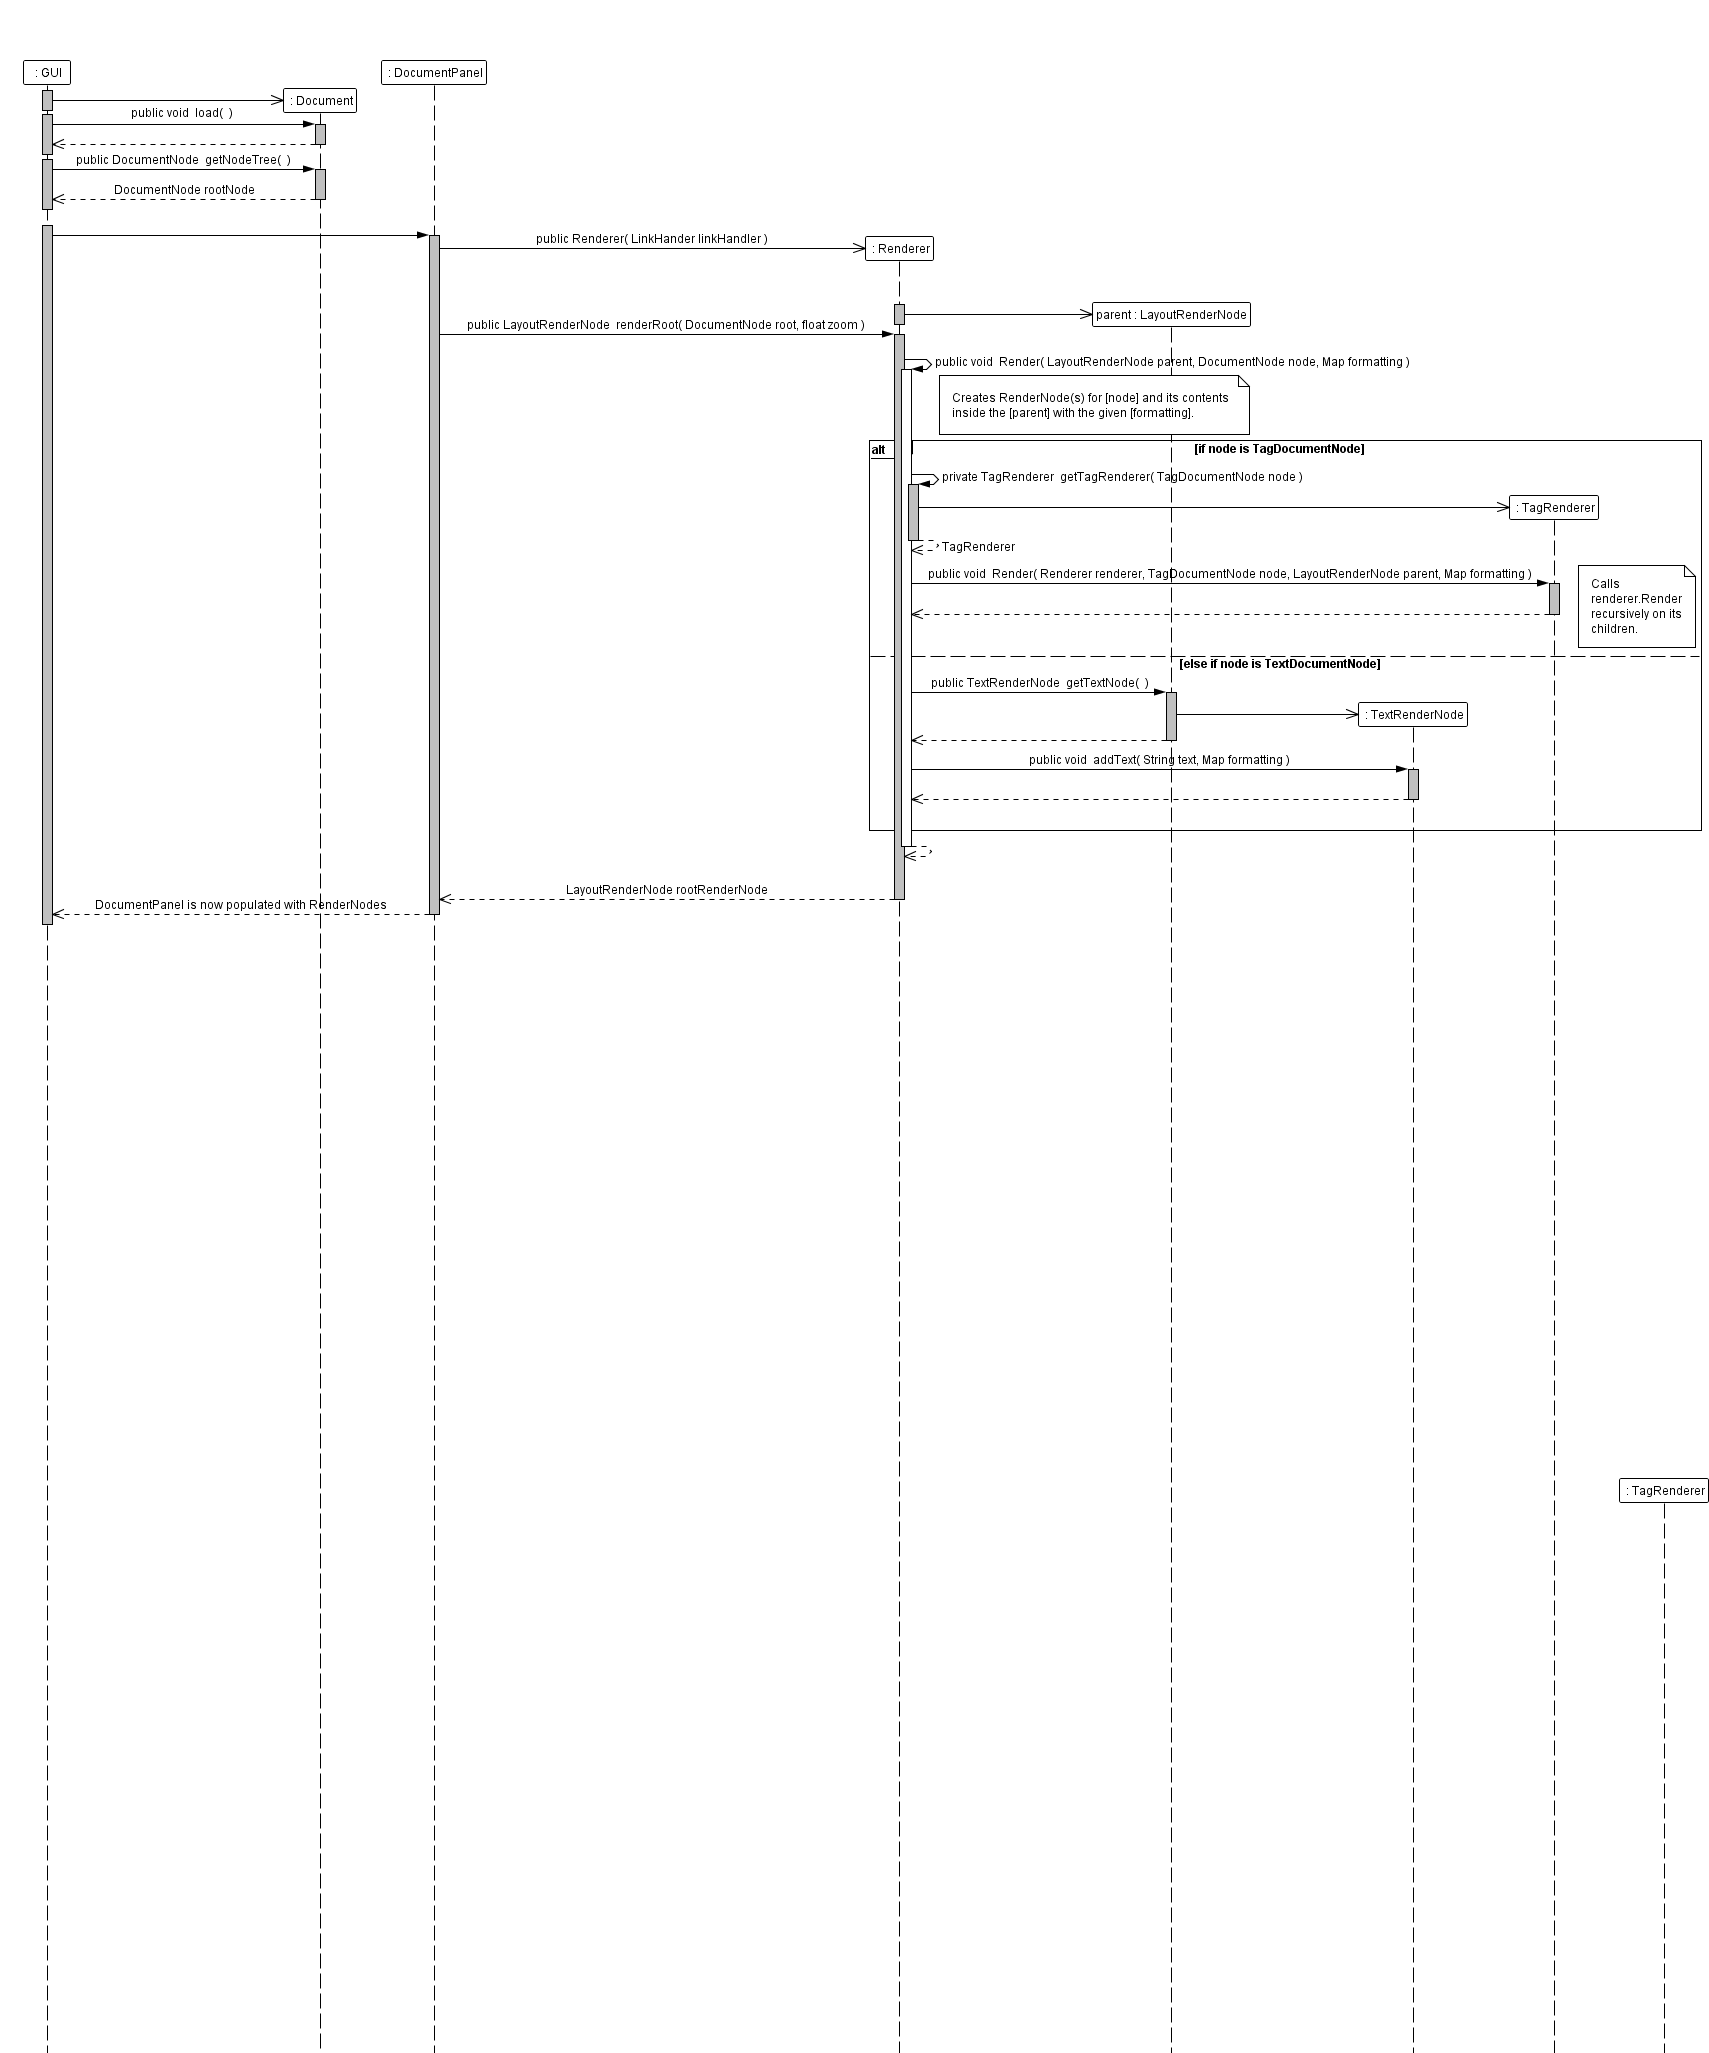 : GUI
: DocumentPanel
: Document
public void  load(  )
public DocumentNode  getNodeTree(  )
DocumentNode rootNode
public Renderer( LinkHander linkHandler )
: Renderer
parent : LayoutRenderNode
public LayoutRenderNode  renderRoot( DocumentNode root, float zoom )
public void  Render( LayoutRenderNode parent, DocumentNode node, Map formatting )
Creates RenderNode(s) for [node] and its contents
inside the [parent] with the given [formatting].
alt
[if node is TagDocumentNode]
private TagRenderer  getTagRenderer( TagDocumentNode node )
: TagRenderer
TagRenderer
public void  Render( Renderer renderer, TagDocumentNode node, LayoutRenderNode parent, Map formatting )
Calls
renderer.Render
recursively on its
children.
[else if node is TextDocumentNode]
public TextRenderNode  getTextNode(  )
: TextRenderNode
public void  addText( String text, Map formatting )
LayoutRenderNode rootRenderNode
DocumentPanel is now populated with RenderNodes
: TagRenderer